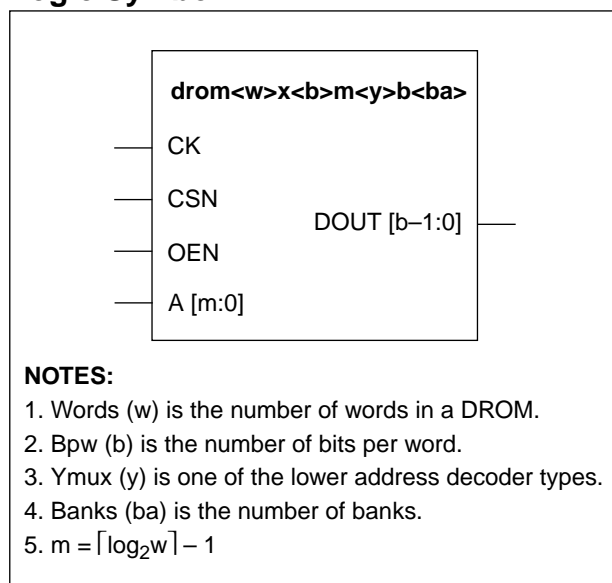 drom<w>x<b>m<y>b<ba>
CK
CSN
OEN
A [m:0]
DOUT [b–1:0]
NOTES:
1. Words (w) is the number of words in a DROM.
2. Bpw (b) is the number of bits per word.
3. Ymux (y) is one of the lower address decoder types.
4. Banks (ba) is the number of banks.
5. m = ⌈log₂w⌉ – 1